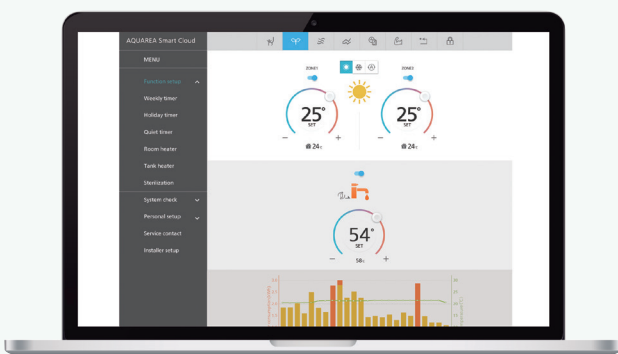 AQUAREA Smart Cloud
MENU
Function setup
Weekly timer
Holiday timer
Quiet timer
Room heater
Tank heater
Sterilization
System check
Personal setup
Service contact
Installer setup
ZONE1
ZONE2
25°
SET
- +
24
25°
SET
- +
24
54°
SET
- +
50